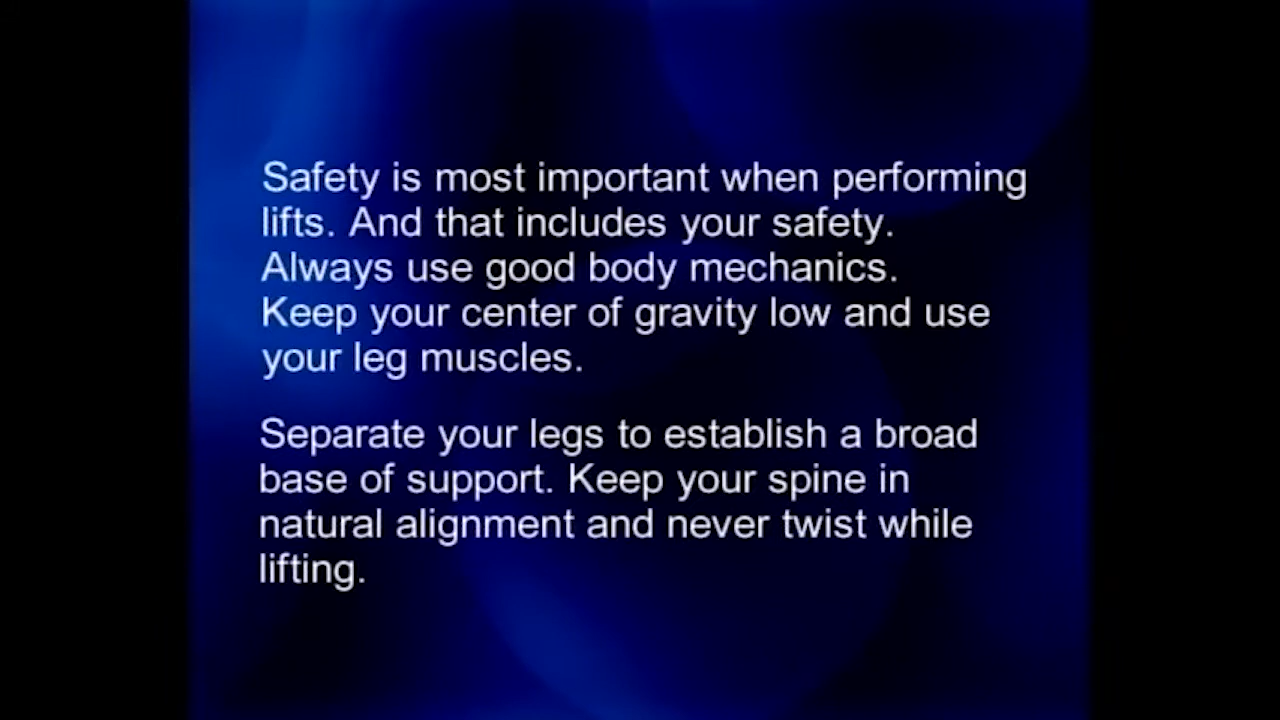 Safety is most important when performing
lifts. And that includes your safety.
Always use good body mechanics.
Keep your center of gravity low and use
your leg muscles.
Separate your legs to establish a broad
base of support. Keep your spine in
natural alignment and never twist while
lifting.